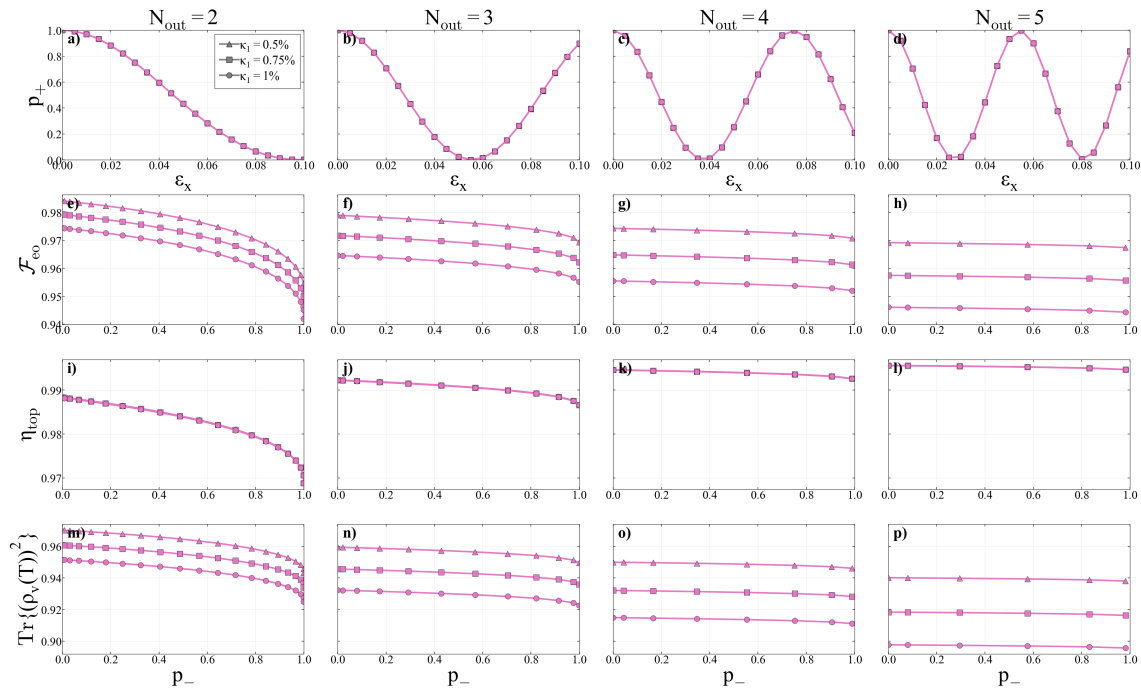 N_out = 2
N_out = 3
N_out = 4
N_out = 5
a)
b)
c)
d)
κ₁ = 0.5%
κ₁ = 0.75%
κ₁ = 1%
p₊
1.0
0.8
0.6
0.4
0.2
0.0
0.00 0.02 0.04 0.06 0.08 0.10
0.00 0.02 0.04 0.06 0.08 0.10
0.00 0.02 0.04 0.06 0.08 0.10
0.00 0.02 0.04 0.06 0.08 0.10
εₓ
εₓ
εₓ
εₓ
e)
f)
g)
h)
ℱ_eo
0.98
0.97
0.96
0.95
0.94
0.0 0.2 0.4 0.6 0.8 1.0
0.0 0.2 0.4 0.6 0.8 1.0
0.0 0.2 0.4 0.6 0.8 1.0
0.0 0.2 0.4 0.6 0.8 1.0
i)
j)
k)
l)
η_top
0.99
0.98
0.97
0.0 0.2 0.4 0.6 0.8 1.0
0.0 0.2 0.4 0.6 0.8 1.0
0.0 0.2 0.4 0.6 0.8 1.0
0.0 0.2 0.4 0.6 0.8 1.0
m)
n)
o)
p)
Tr{(ρ_v(T))²}
0.96
0.94
0.92
0.90
0.0 0.2 0.4 0.6 0.8 1.0
0.0 0.2 0.4 0.6 0.8 1.0
0.0 0.2 0.4 0.6 0.8 1.0
0.0 0.2 0.4 0.6 0.8 1.0
p₋
p₋
p₋
p₋